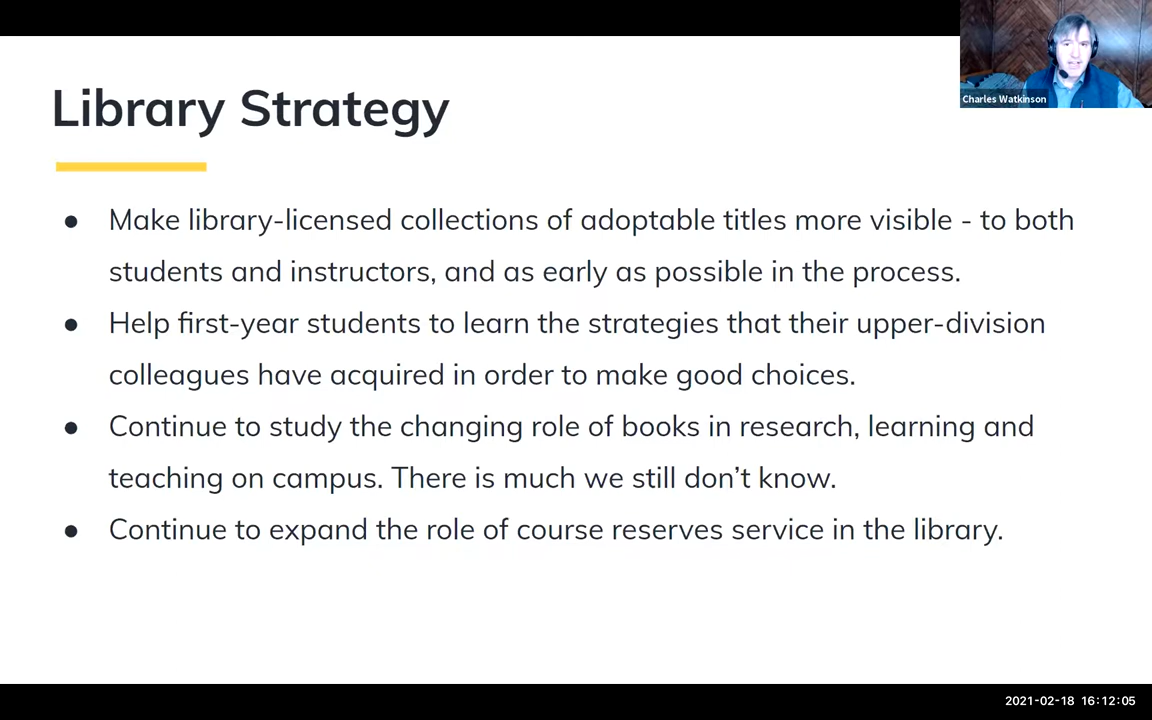 Charles Watkinson
Library Strategy
● Make library-licensed collections of adoptable titles more visible - to both
students and instructors, and as early as possible in the process.
● Help first-year students to learn the strategies that their upper-division
colleagues have acquired in order to make good choices.
● Continue to study the changing role of books in research, learning and
teaching on campus. There is much we still don’t know.
● Continue to expand the role of course reserves service in the library.
2021-02-18 16:12:05